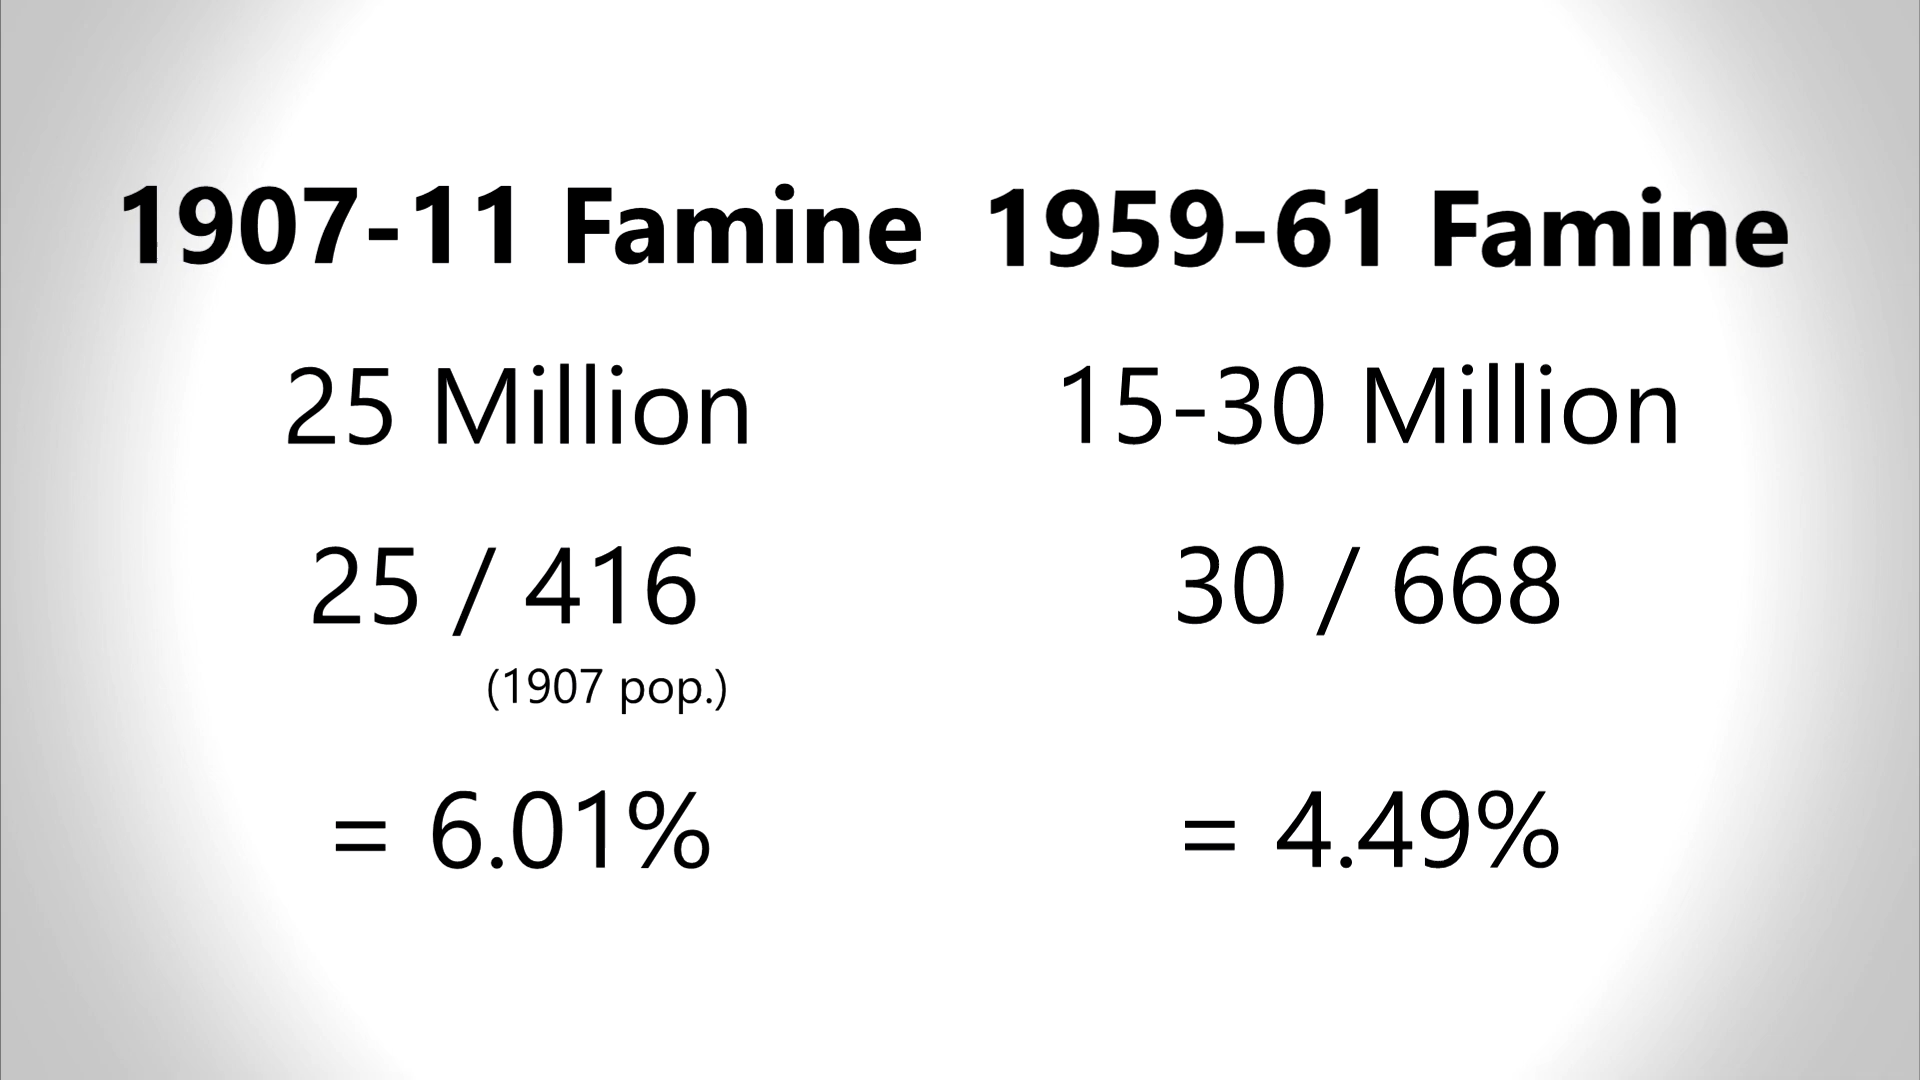 1907-11 Famine
25 Million
25 / 416
(1907 pop.)
= 6.01%
1959-61 Famine
15-30 Million
30 / 668
= 4.49%